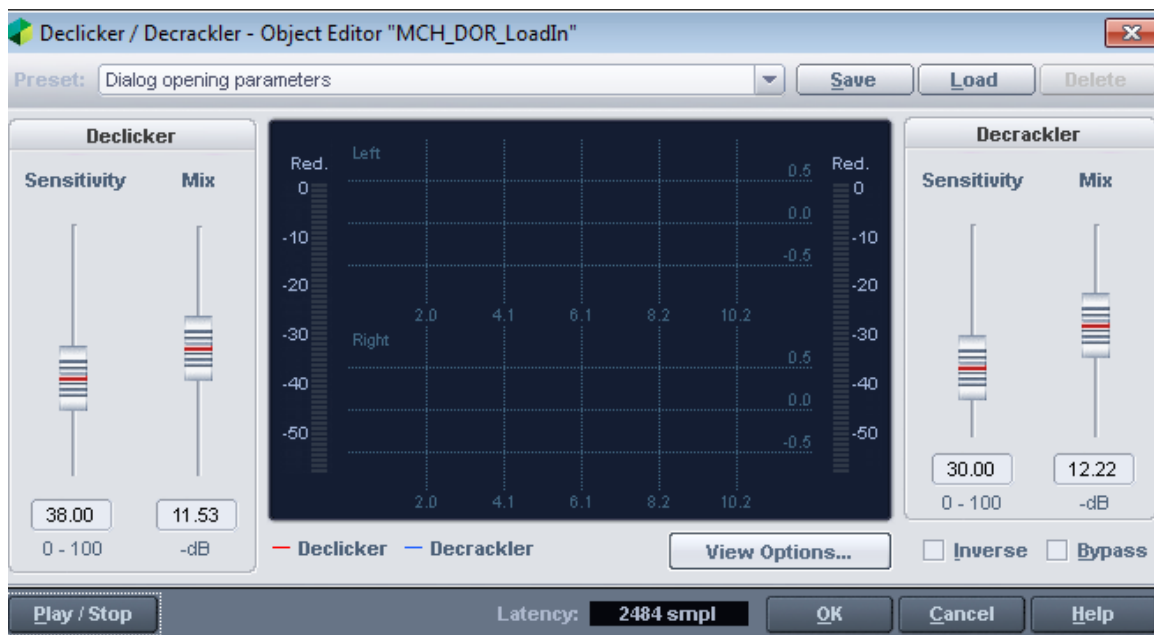 Declicker / Decrackler - Object Editor "MCH_DOR_LoadIn"
Preset: Dialog opening parameters Save Load Delete
Declicker
Sensitivity Mix
38.00 11.53
0 - 100 -dB
Red. Left Red.
0 0.5 0
0.0
-10 -0.5 -10
-20 -20
2.0 4.1 6.1 8.2 10.2
-30 Right -30
0.5
-40 0.0 -40
-50 -0.5 -50
2.0 4.1 6.1 8.2 10.2
Declicker Decrackler View Options...
Decrackler
Sensitivity Mix
30.00 12.22
0 - 100 -dB
Inverse Bypass
Play / Stop Latency: 2484 smpl OK Cancel Help